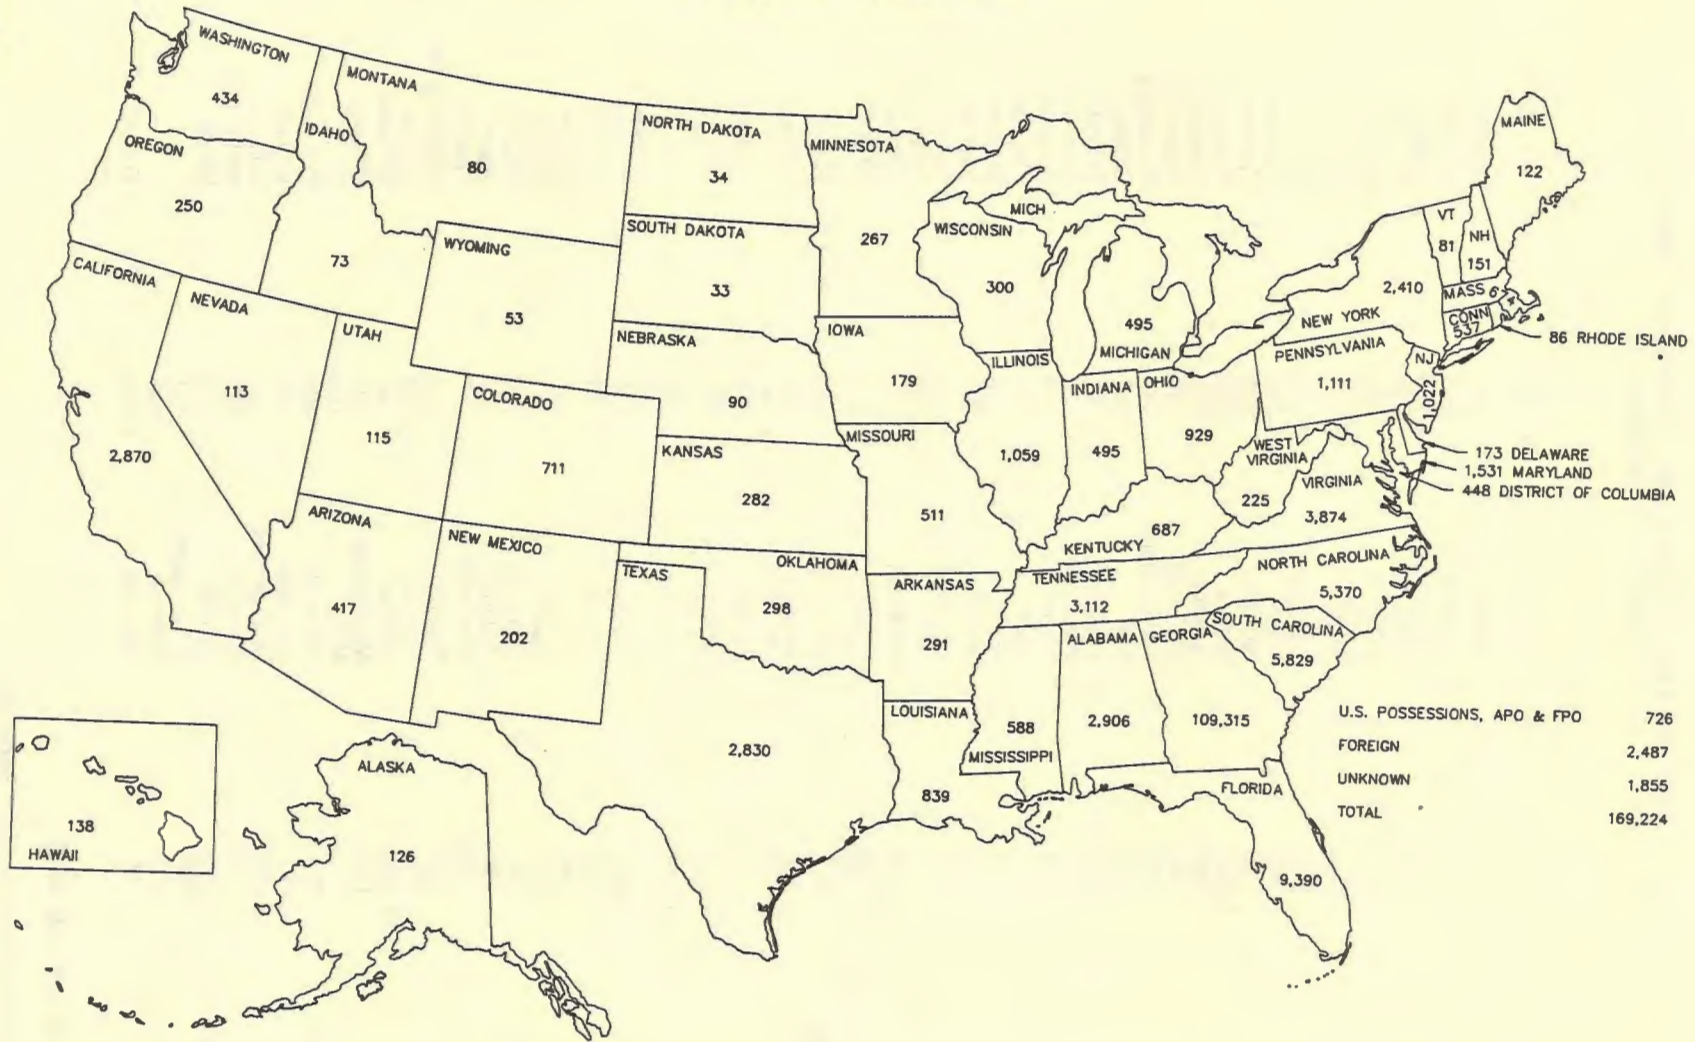 WASHINGTON
434
OREGON
250
CALIFORNIA
2,870
IDAHO
73
NEVADA
113
MONTANA
80
WYOMING
53
UTAH
115
COLORADO
711
ARIZONA
417
NEW MEXICO
202
NORTH DAKOTA
34
SOUTH DAKOTA
33
NEBRASKA
90
KANSAS
282
OKLAHOMA
298
TEXAS
2,830
MINNESOTA
267
IOWA
179
MISSOURI
511
ARKANSAS
291
LOUISIANA
839
WISCONSIN
300
MICH
495
MICHIGAN
ILLINOIS
1,059
INDIANA
495
OHIO
929
687
KENTUCKY
TENNESSEE
3,112
588
MISSISSIPPI
ALABAMA
2,906
GEORGIA
109,315
FLORIDA
9,390
SOUTH CAROLINA
5,829
NORTH CAROLINA
5,370
VIRGINIA
3,874
WEST
VIRGINIA
225
PENNSYLVANIA
1,111
2,410
NEW YORK
NJ
1,022
VT
81
NH
151
MAINE
122
MASS
CONN
537
86 RHODE ISLAND
173 DELAWARE
1,531 MARYLAND
448 DISTRICT OF COLUMBIA
138
HAWAII
ALASKA
126
U.S. POSSESSIONS, APO & FPO 726
FOREIGN 2,487
UNKNOWN 1,855
TOTAL 169,224